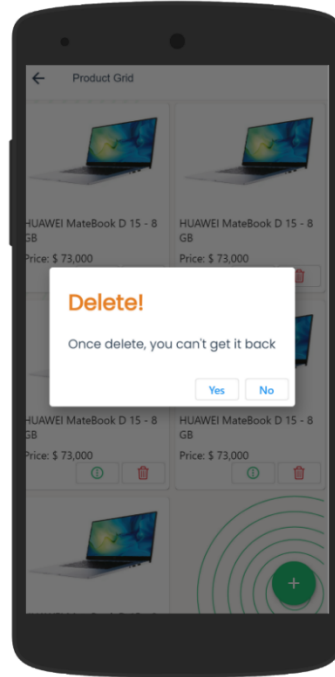 Product Grid
HUAWEI MateBook D 15 - 8
GB
Price: $ 73,000
HUAWEI MateBook D 15 - 8
GB
Price: $ 73,000
Delete!
Once delete, you can't get it back
Yes No
HUAWEI MateBook D 15 - 8
GB
Price: $ 73,000
HUAWEI MateBook D 15 - 8
GB
Price: $ 73,000